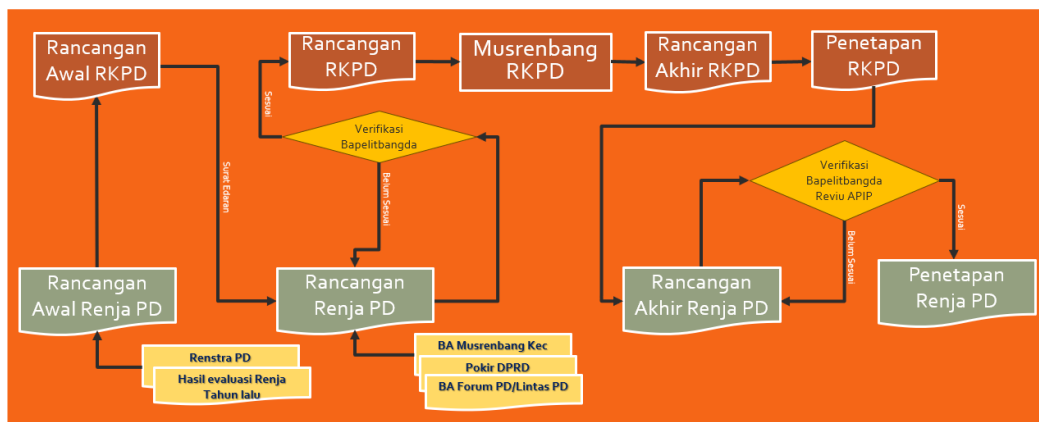 Rancangan
Awal RKPD
Rancangan
RKPD
Musrenbang
RKPD
Rancangan
Akhir RKPD
Penetapan
RKPD
Sesuai
Verifikasi
Bapelitbangda
Surat Edaran
Belum Sesuai
Verifikasi
Bapelitbangda
Reviu APIP
Sesuai
Belum Sesuai
Rancangan
Awal Renja PD
Rancangan
Renja PD
Rancangan
Akhir Renja PD
Penetapan
Renja PD
Renstra PD
Hasil evaluasi Renja
Tahun lalu
BA Musrenbang Kec
Pokir DPRD
BA Forum PD/Lintas PD